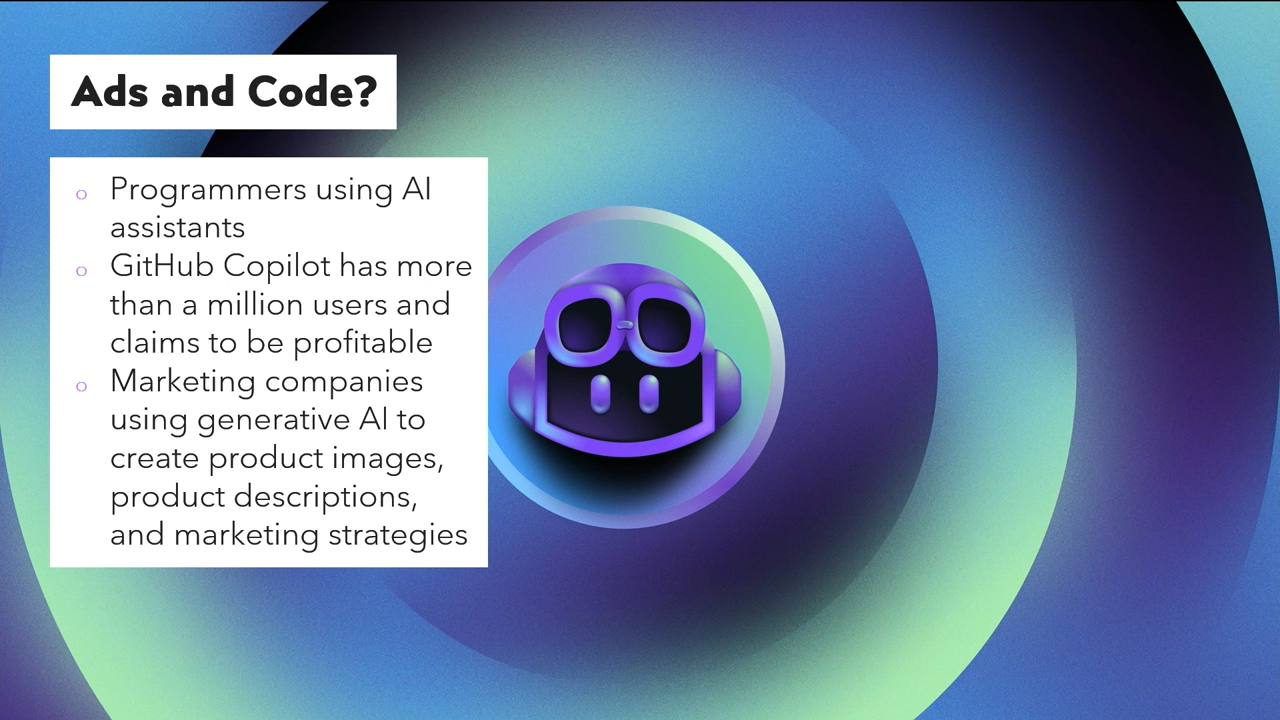 Ads and Code?
Programmers using AI
assistants
GitHub Copilot has more
than a million users and
claims to be profitable
Marketing companies
using generative AI to
create product images,
product descriptions,
and marketing strategies